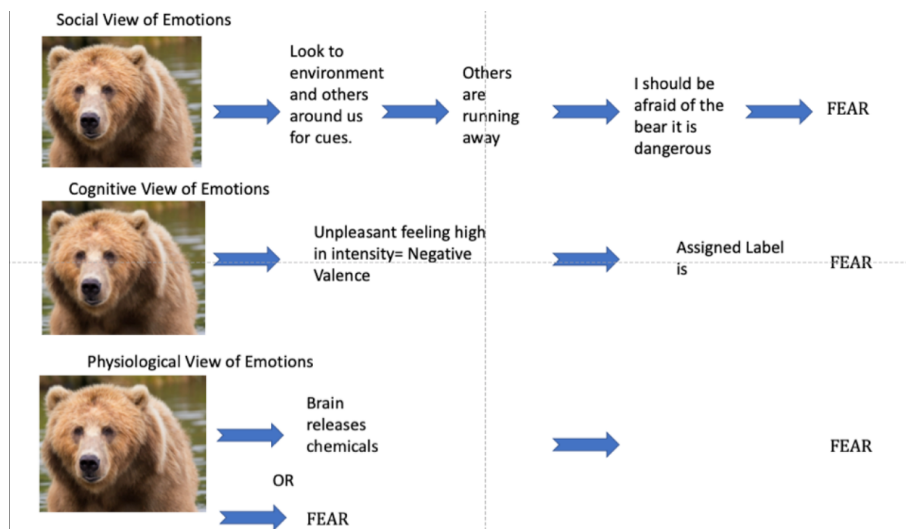 Social View of Emotions
Look to
environment
and others
around us
for cues.
Others
are
running
away
I should be
afraid of the
bear it is
dangerous
FEAR
Cognitive View of Emotions
Unpleasant feeling high
in intensity= Negative
Valence
Assigned Label
is
FEAR
Physiological View of Emotions
Brain
releases
chemicals
FEAR
OR
FEAR